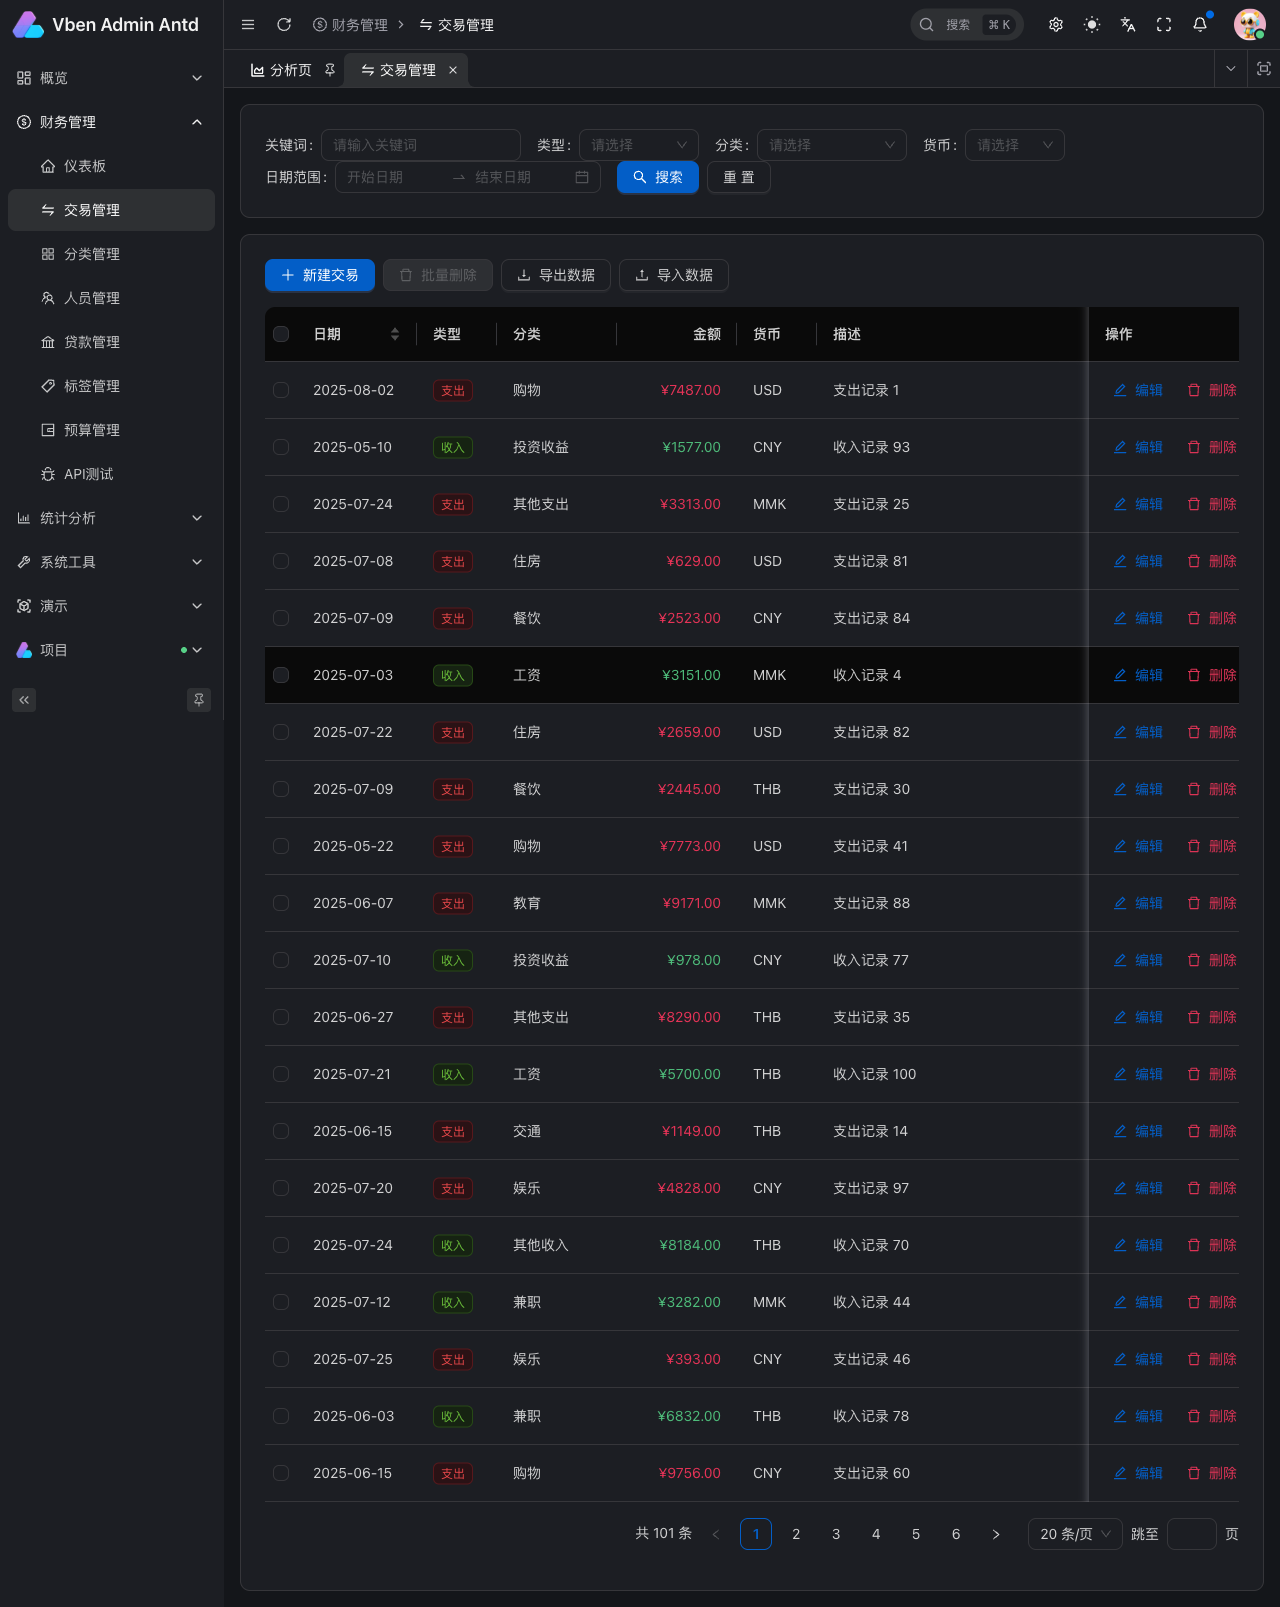 Vben Admin Antd
财务管理
交易管理
搜索
⌘ K
分析页
交易管理
概览
财务管理
仪表板
交易管理
分类管理
人员管理
贷款管理
标签管理
预算管理
API测试
统计分析
系统工具
演示
项目
关键词: 请输入关键词 类型: 请选择 分类: 请选择 货币: 请选择
日期范围: 开始日期 结束日期 搜索 重 置
新建交易 批量删除 导出数据 导入数据
日期 类型 分类 金额 货币 描述 操作
2025-08-02 支出 购物 ¥7487.00 USD 支出记录 1 编辑 删除
2025-05-10 收入 投资收益 ¥1577.00 CNY 收入记录 93 编辑 删除
2025-07-24 支出 其他支出 ¥3313.00 MMK 支出记录 25 编辑 删除
2025-07-08 支出 住房 ¥629.00 USD 支出记录 81 编辑 删除
2025-07-09 支出 餐饮 ¥2523.00 CNY 支出记录 84 编辑 删除
2025-07-03 收入 工资 ¥3151.00 MMK 收入记录 4 编辑 删除
2025-07-22 支出 住房 ¥2659.00 USD 支出记录 82 编辑 删除
2025-07-09 支出 餐饮 ¥2445.00 THB 支出记录 30 编辑 删除
2025-05-22 支出 购物 ¥7773.00 USD 支出记录 41 编辑 删除
2025-06-07 支出 教育 ¥9171.00 MMK 支出记录 88 编辑 删除
2025-07-10 收入 投资收益 ¥978.00 CNY 收入记录 77 编辑 删除
2025-06-27 支出 其他支出 ¥8290.00 THB 支出记录 35 编辑 删除
2025-07-21 收入 工资 ¥5700.00 THB 收入记录 100 编辑 删除
2025-06-15 支出 交通 ¥1149.00 THB 支出记录 14 编辑 删除
2025-07-20 支出 娱乐 ¥4828.00 CNY 支出记录 97 编辑 删除
2025-07-24 收入 其他收入 ¥8184.00 THB 收入记录 70 编辑 删除
2025-07-12 收入 兼职 ¥3282.00 MMK 收入记录 44 编辑 删除
2025-07-25 支出 娱乐 ¥393.00 CNY 支出记录 46 编辑 删除
2025-06-03 收入 兼职 ¥6832.00 THB 收入记录 78 编辑 删除
2025-06-15 支出 购物 ¥9756.00 CNY 支出记录 60 编辑 删除
共 101 条 1 2 3 4 5 6 20 条/页 跳至 页